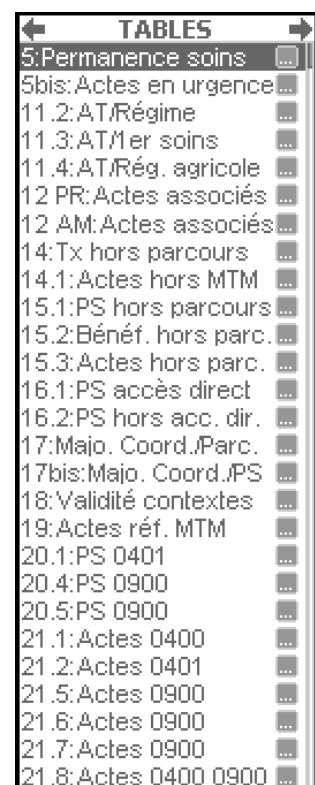 TABLES
5:Permanence soins
5bis:Actes en urgence
11.2:AT/Régime
11.3:AT/1er soins
11.4:AT/Rég. agricole
12 PR:Actes associés
12 AM:Actes associés
14:Tx hors parcours
14.1:Actes hors MTM
15.1:PS hors parcours
15.2:Bénéf. hors parc.
15.3:Actes hors parc.
16.1:PS accès direct
16.2:PS hors acc. dir.
17:Majo. Coord./Parc.
17bis:Majo. Coord./PS
18:Validité contextes
19:Actes réf. MTM
20.1:PS 0401
20.4:PS 0900
20.5:PS 0900
21.1:Actes 0400
21.2:Actes 0401
21.5:Actes 0900
21.6:Actes 0900
21.7:Actes 0900
21.8:Actes 0400 0900